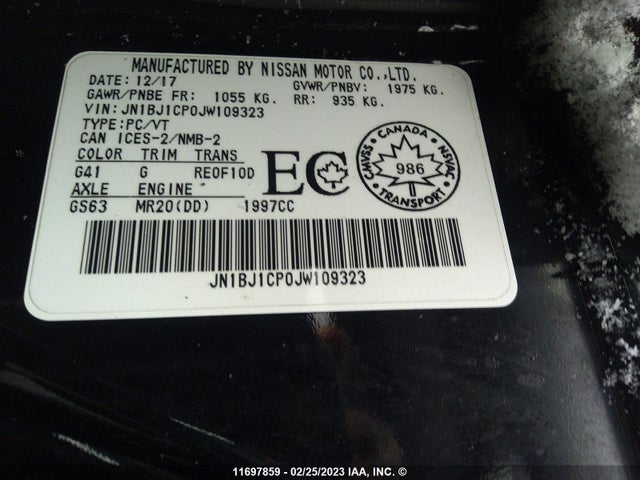 MANUFACTURED BY NISSAN MOTOR CO.,LTD.
DATE: 12/17 GVWR/PNBV: 1975 KG.
GAWR/PNBE FR: 1055 KG. RR: 935 KG.
VIN: JN1BJ1CP0JW109323
TYPE:PC/VT
CAN ICES-2/NMB-2
COLOR TRIM TRANS
G41 G RE0F10D
AXLE ENGINE
GS63 MR20(DD) 1997CC
EC
CANADA
CMVSS 986 NSVAC
TRANSPORT
JN1BJ1CP0JW109323
11697859 - 02/25/2023 IAA, INC. ©